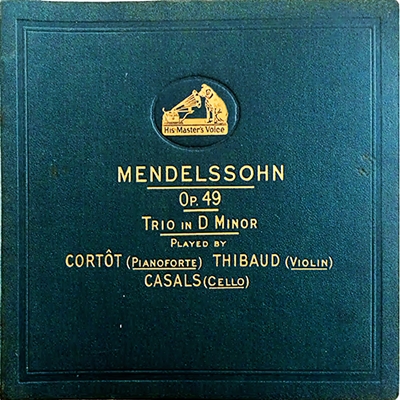 His Master's Voice
MENDELSSOHN
OP. 49
TRIO IN D MINOR
PLAYED BY
CORTÔT (PIANOFORTE) THIBAUD (VIOLIN)
CASALS (CELLO)